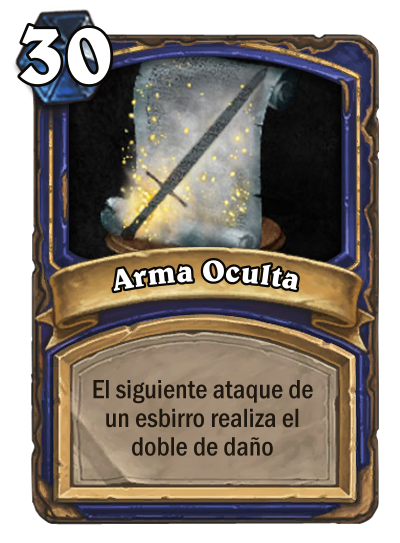 30
Arma Oculta
El siguiente ataque de
un esbirro realiza el
doble de daño